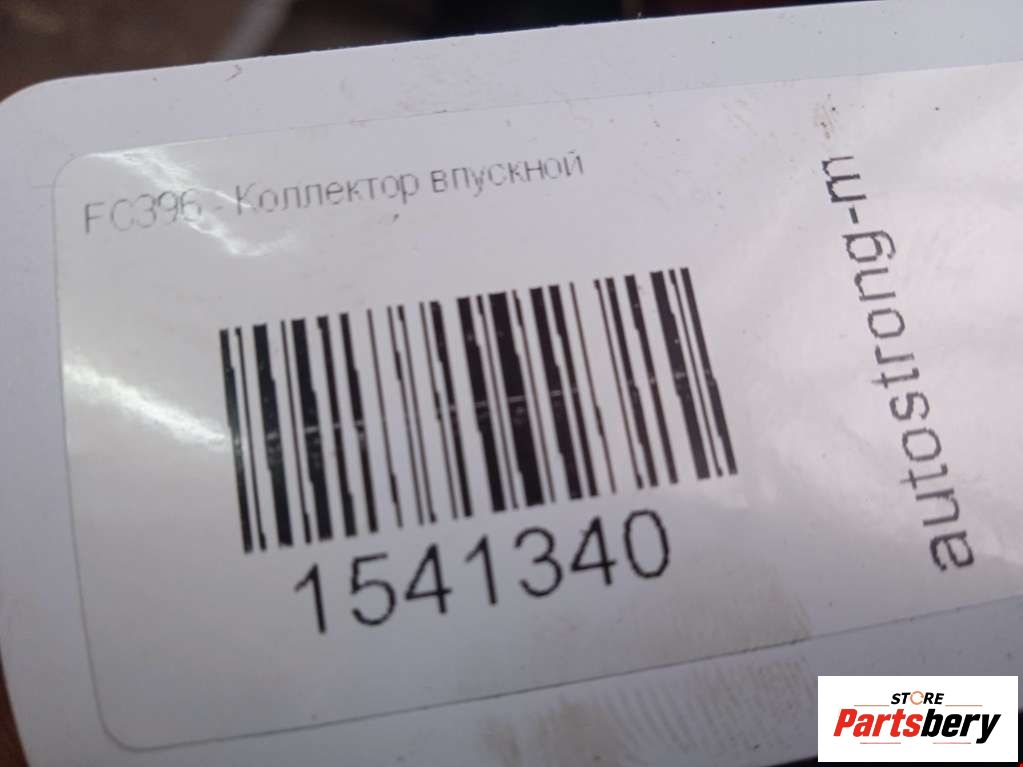 FC396 - Коллектор впускной
1541340
autostrong-m
STORE
Partsbery